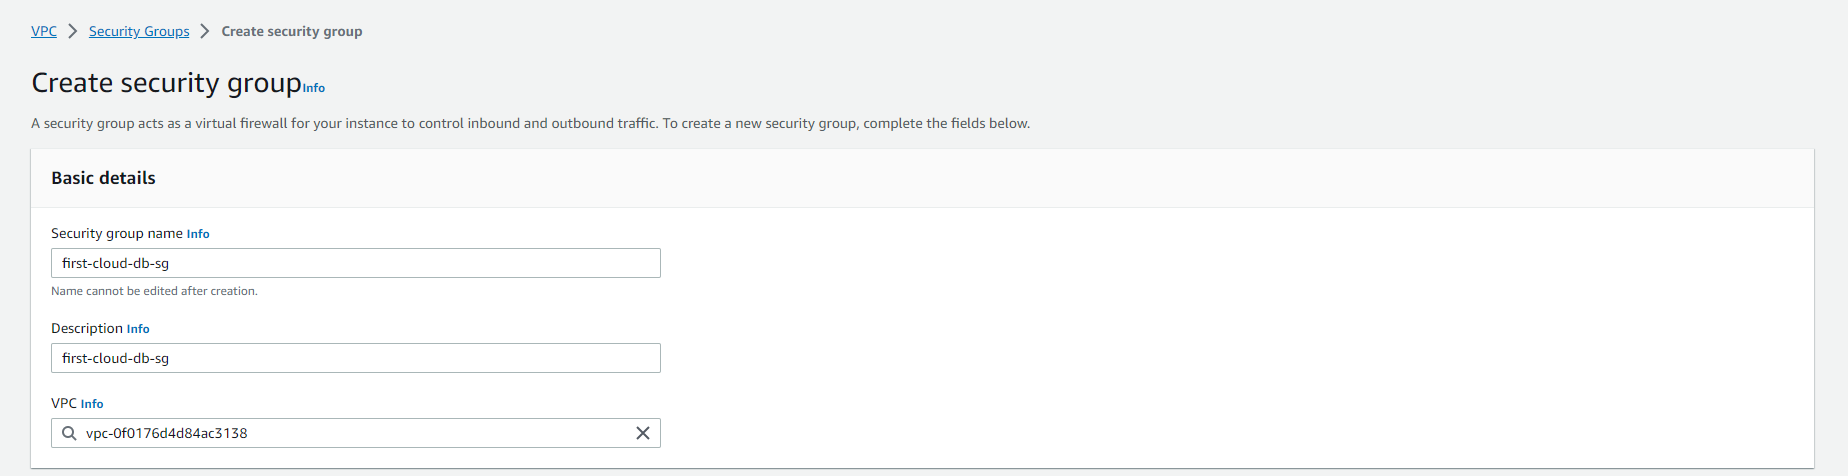 VPC > Security Groups > Create security group
Create security group Info
A security group acts as a virtual firewall for your instance to control inbound and outbound traffic. To create a new security group, complete the fields below.
Basic details
Security group name Info
first-cloud-db-sg
Name cannot be edited after creation.
Description Info
first-cloud-db-sg
VPC Info
vpc-0f0176d4d84ac3138